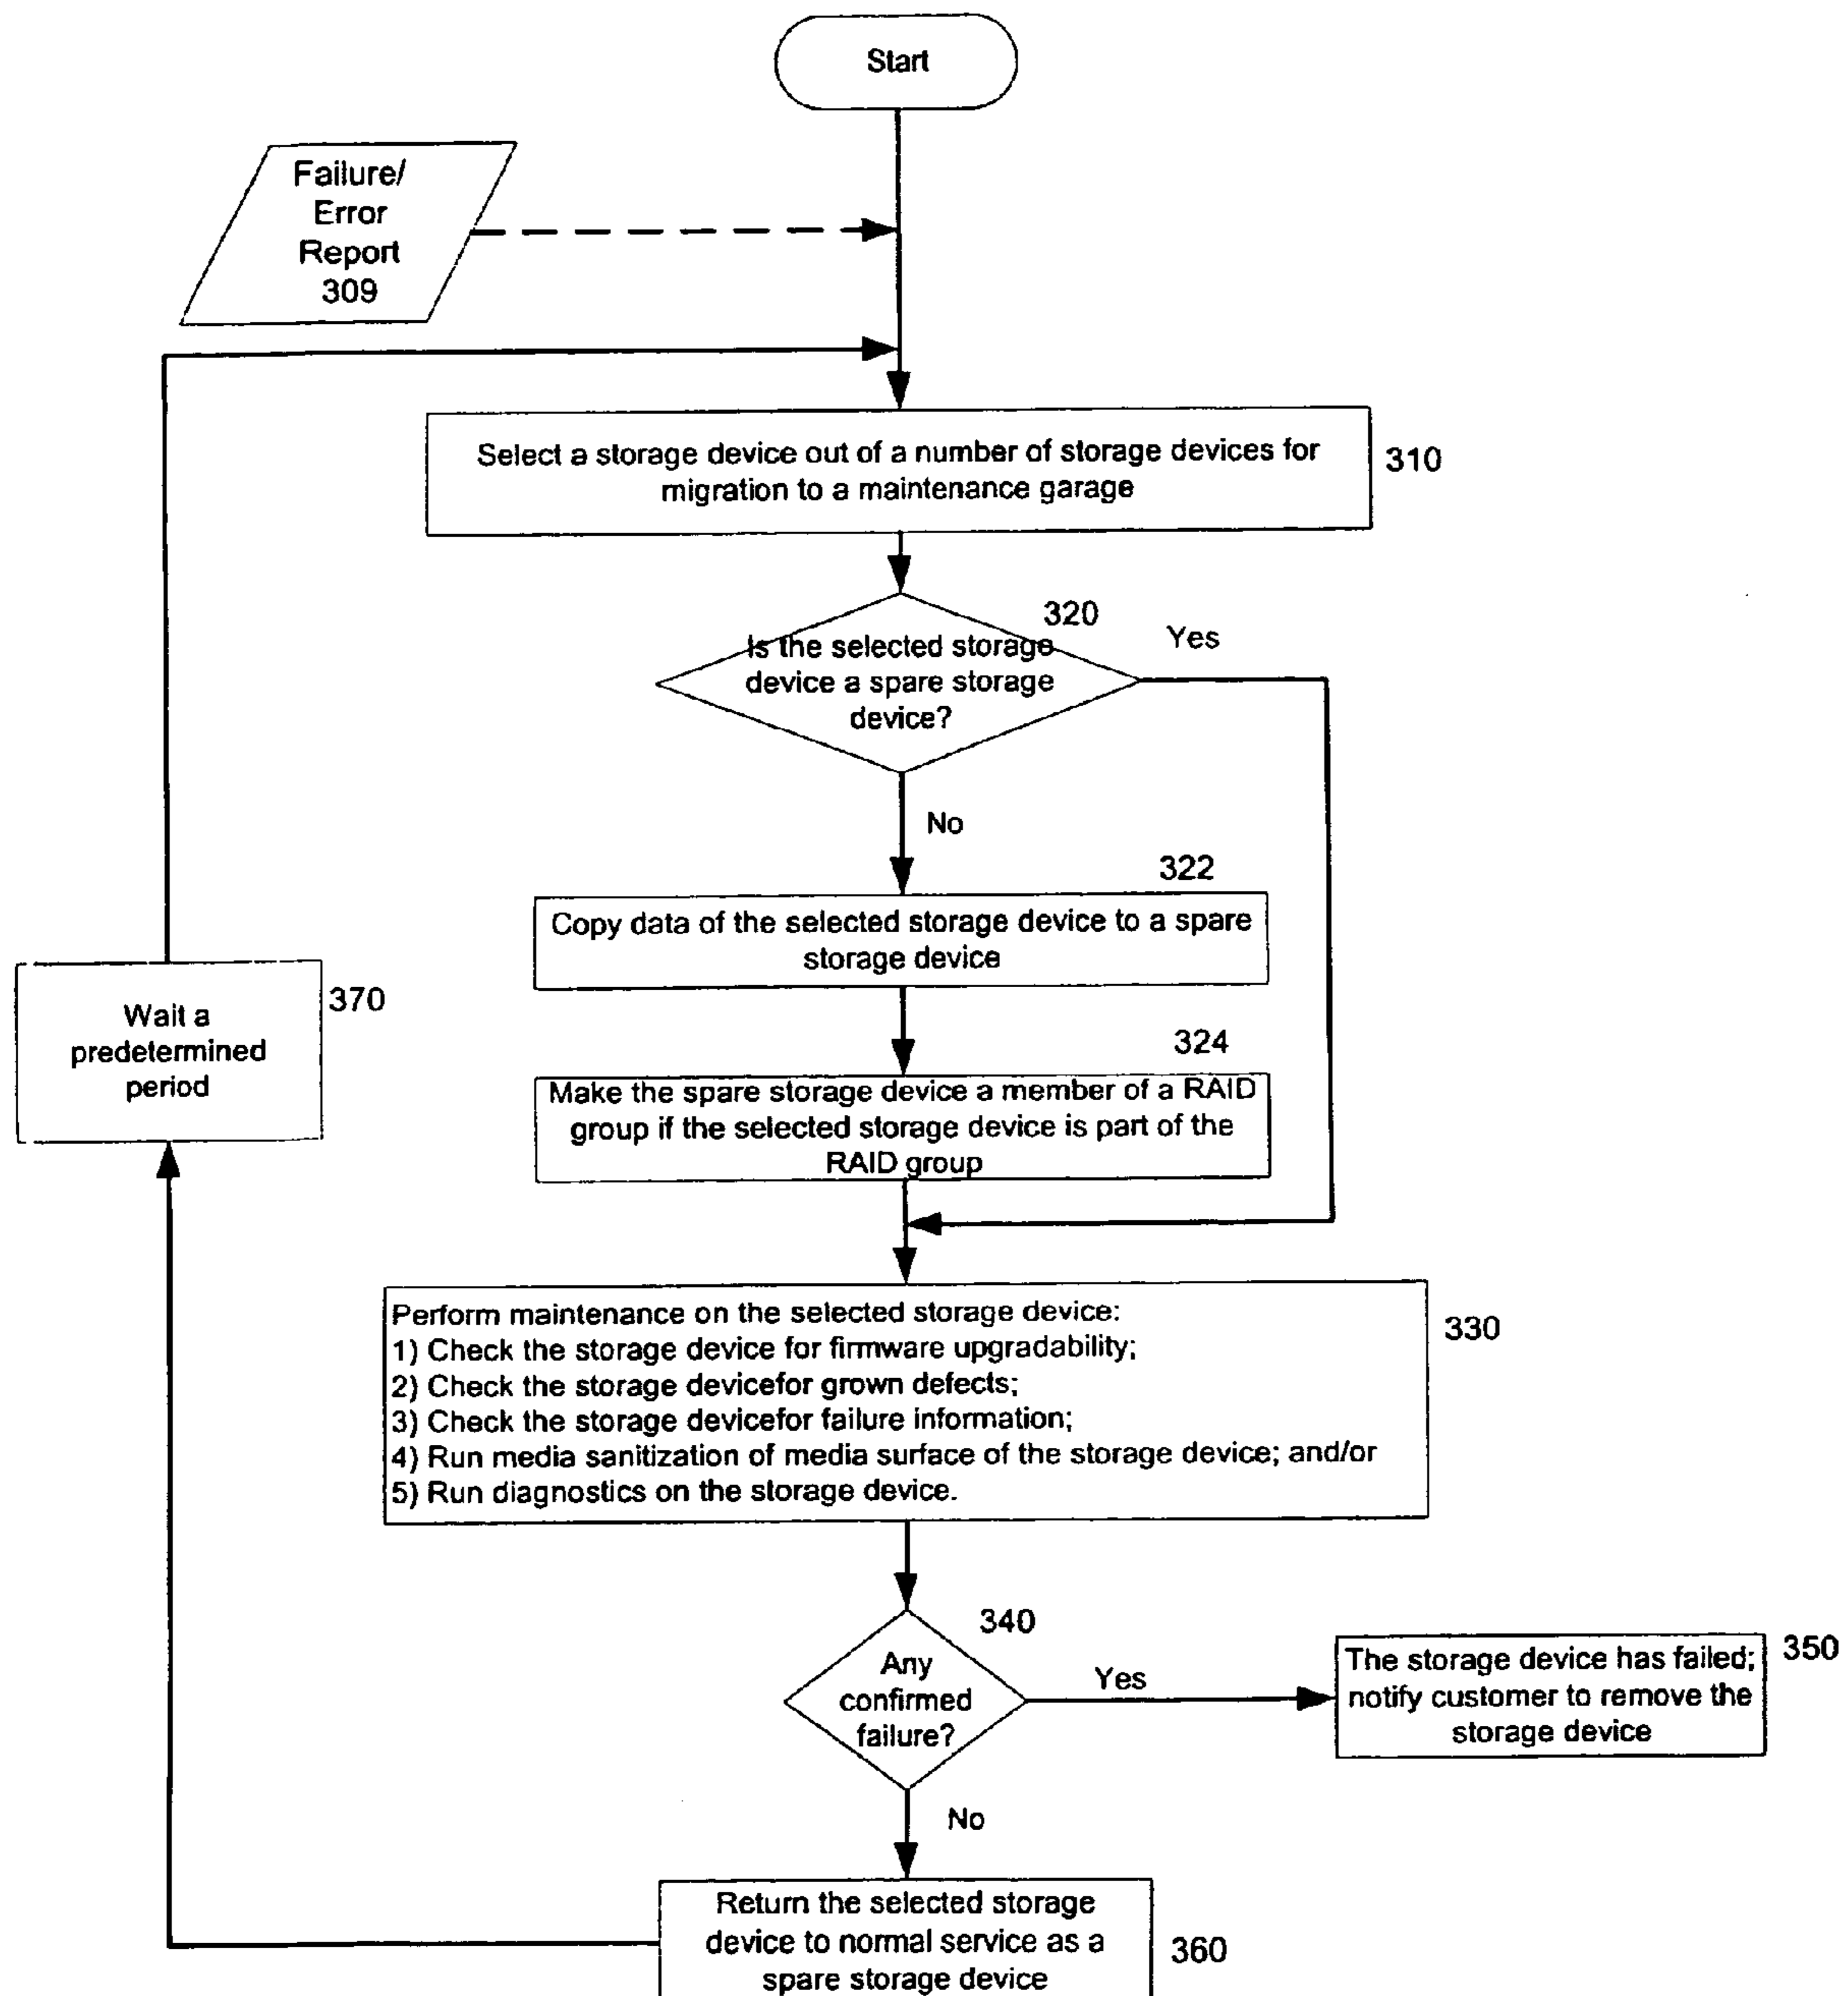 Start
Failure/
Error
Report
309
Select a storage device out of a number of storage devices for
migration to a maintenance garage
310
320
Is the selected storage
device a spare storage
device?
Yes
No
322
Copy data of the selected storage device to a spare
storage device
324
Make the spare storage device a member of a RAID
group if the selected storage device is part of the
RAID group
Wait a
predetermined
period
370
Perform maintenance on the selected storage device:
1) Check the storage device for firmware upgradability;
2) Check the storage devicefor grown defects;
3) Check the storage devicefor failure information;
4) Run media sanitization of media surface of the storage device; and/or
5) Run diagnostics on the storage device.
330
340
Any
confirmed
failure?
Yes
The storage device has failed;
notify customer to remove the
storage device
350
No
Return the selected storage
device to normal service as a
spare storage device
360